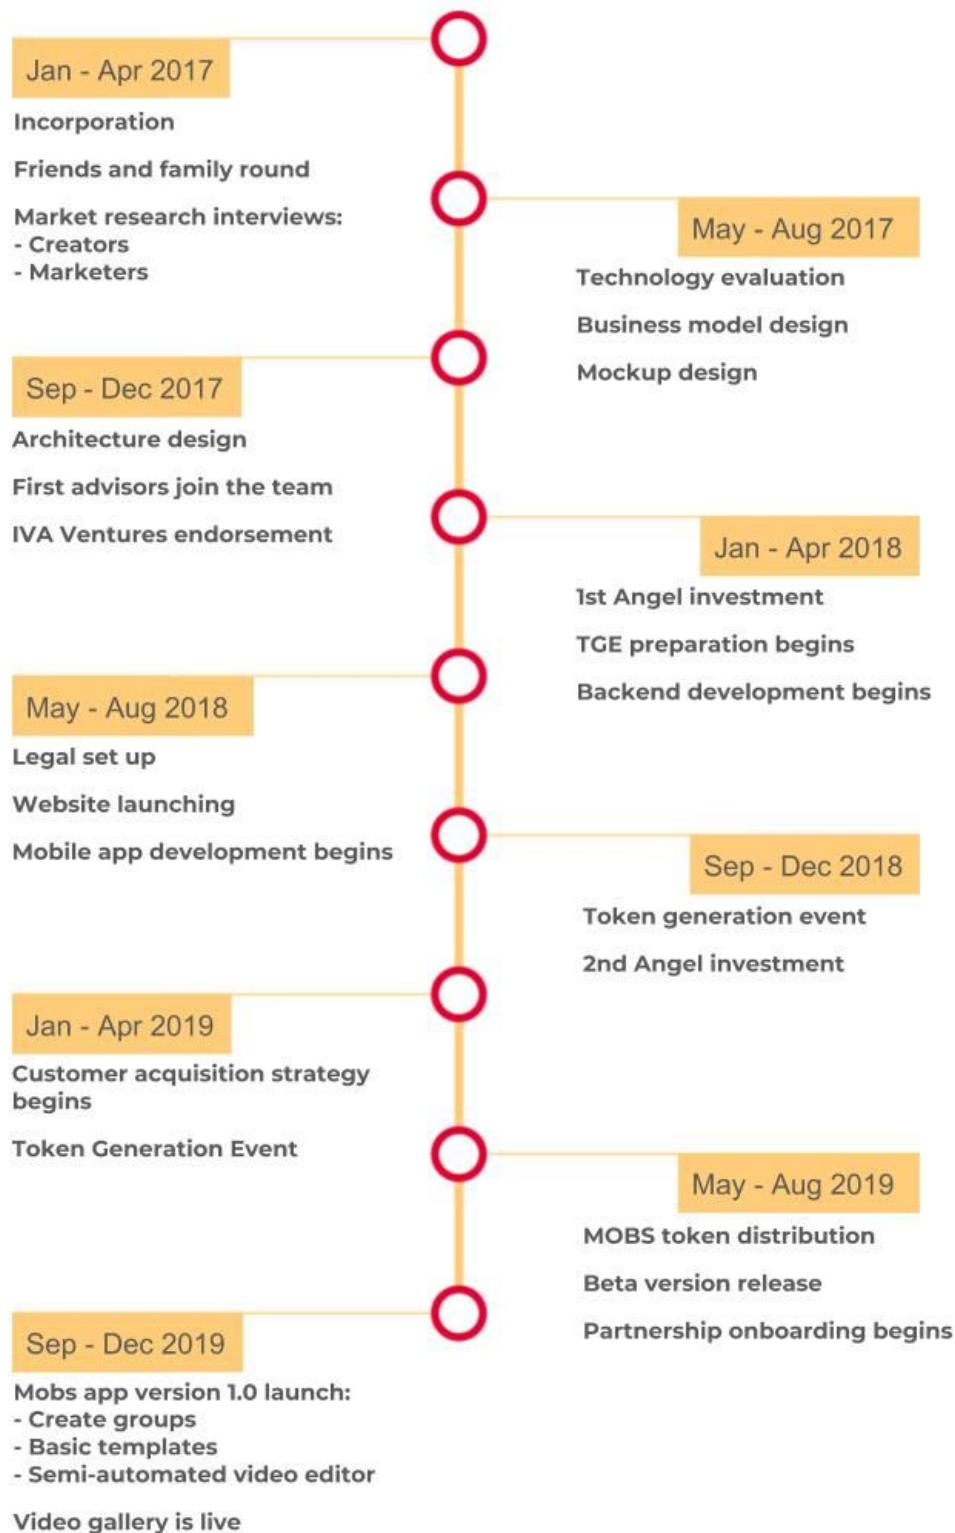 Jan - Apr 2017
Incorporation
Friends and family round
Market research interviews:
- Creators
- Marketers
May - Aug 2017
Technology evaluation
Business model design
Mockup design
Sep - Dec 2017
Architecture design
First advisors join the team
IVA Ventures endorsement
Jan - Apr 2018
1st Angel investment
TGE preparation begins
Backend development begins
May - Aug 2018
Legal set up
Website launching
Mobile app development begins
Sep - Dec 2018
Token generation event
2nd Angel investment
Jan - Apr 2019
Customer acquisition strategy
begins
Token Generation Event
May - Aug 2019
MOBS token distribution
Beta version release
Partnership onboarding begins
Sep - Dec 2019
Mobs app version 1.0 launch:
- Create groups
- Basic templates
- Semi-automated video editor
Video gallery is live